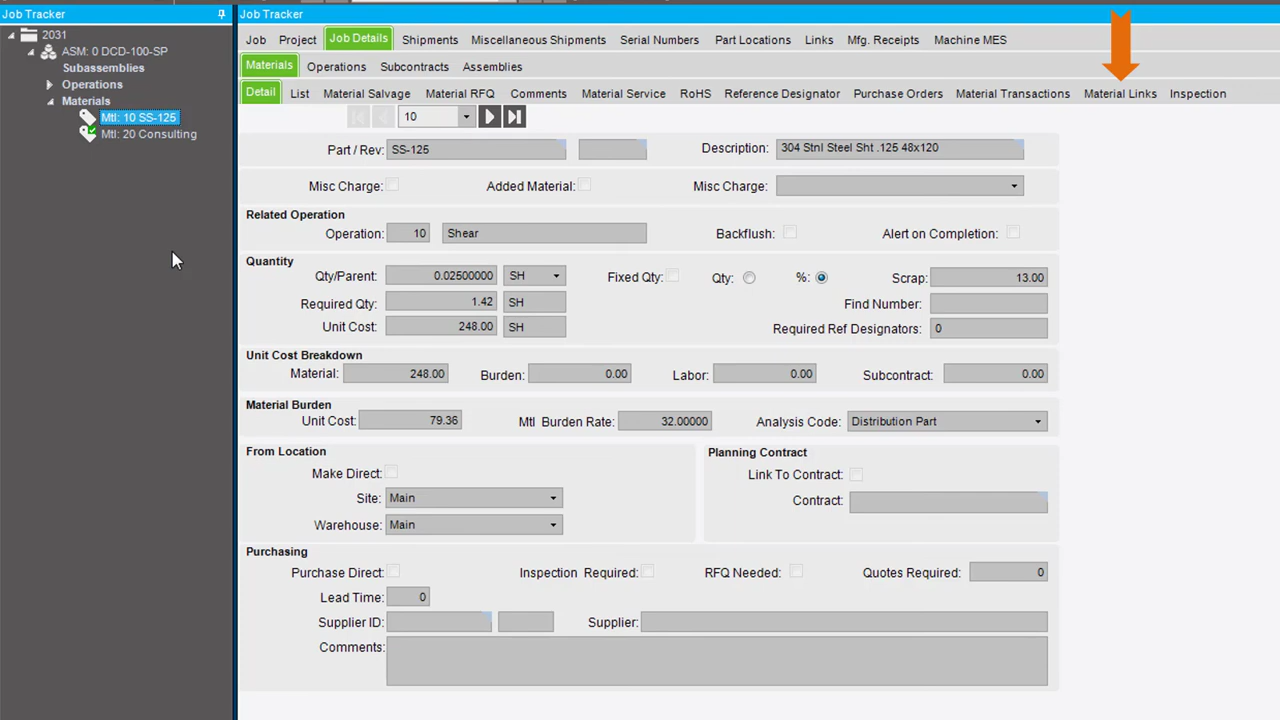 Job Tracker
2031
ASM: 0 DCD-100-SP
Subassemblies
Operations
Materials
Mtl: 10 SS-125
Mtl: 20 Consulting
Job Tracker
Job Project Job Details Shipments Miscellaneous Shipments Serial Numbers Part Locations Links Mfg. Receipts Machine MES
Materials Operations Subcontracts Assemblies
Detail List Material Salvage Material RFQ Comments Material Service RoHS Reference Designator Purchase Orders Material Transactions Material Links Inspection
10
Part / Rev: SS-125 Description: 304 Stnl Steel Sht .125 48x120
Misc Charge: Added Material: Misc Charge:
Related Operation
Operation: 10 Shear Backflush: Alert on Completion:
Quantity
Qty/Parent: 0.02500000 SH Fixed Qty: Qty: %: Scrap: 13.00
Required Qty: 1.42 SH Find Number:
Unit Cost: 248.00 SH Required Ref Designators: 0
Unit Cost Breakdown
Material: 248.00 Burden: 0.00 Labor: 0.00 Subcontract: 0.00
Material Burden
Unit Cost: 79.36 Mtl Burden Rate: 32.00000 Analysis Code: Distribution Part
From Location Planning Contract
Make Direct: Link To Contract:
Site: Main Contract:
Warehouse: Main
Purchasing
Purchase Direct: Inspection Required: RFQ Needed: Quotes Required: 0
Lead Time: 0
Supplier ID: Supplier:
Comments: